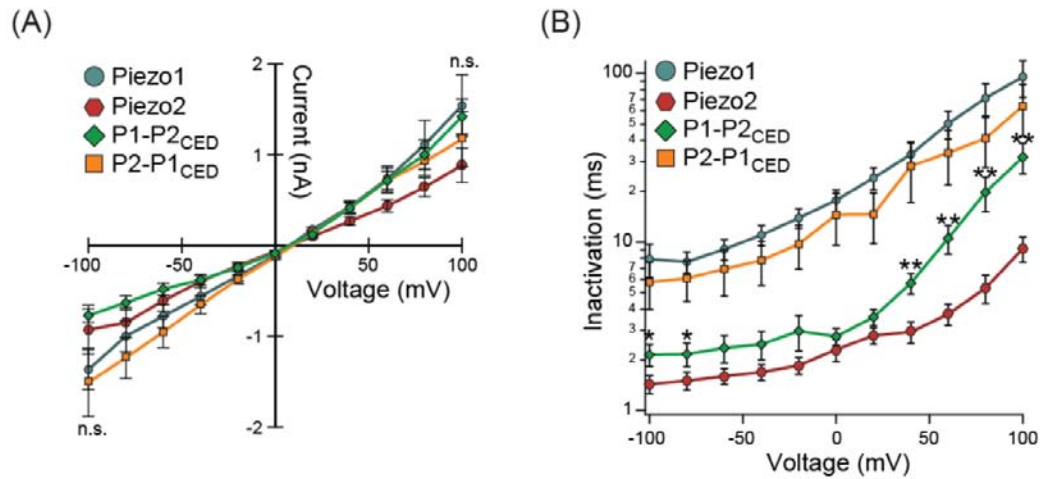 (A)
Piezo1
Piezo2
P1-P2CED
P2-P1CED
2
1
-1
-2
Current (nA)
n.s.
-100
-50
50
100
Voltage (mV)
n.s.
(B)
Piezo1
Piezo2
P1-P2CED
P2-P1CED
Inactivation (ms)
100
7
6
5
4
3
2
10
6
5
4
3
2
1
* *
**
**
**
**
-100
-50
0
50
100
Voltage (mV)